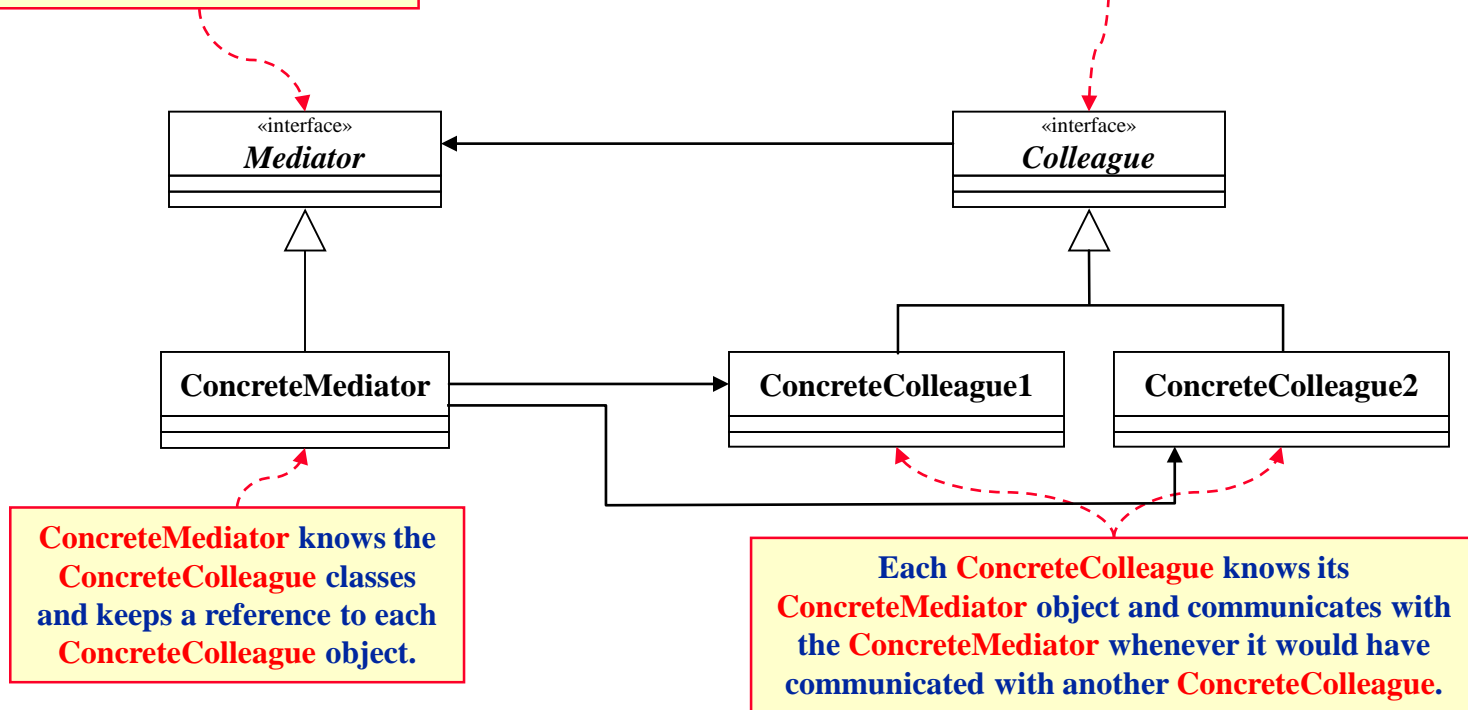 «interface»
Mediator
«interface»
Colleague
ConcreteMediator
ConcreteColleague1
ConcreteColleague2
ConcreteMediator knows the
ConcreteColleague classes
and keeps a reference to each
ConcreteColleague object.
Each ConcreteColleague knows its
ConcreteMediator object and communicates with
the ConcreteMediator whenever it would have
communicated with another ConcreteColleague.